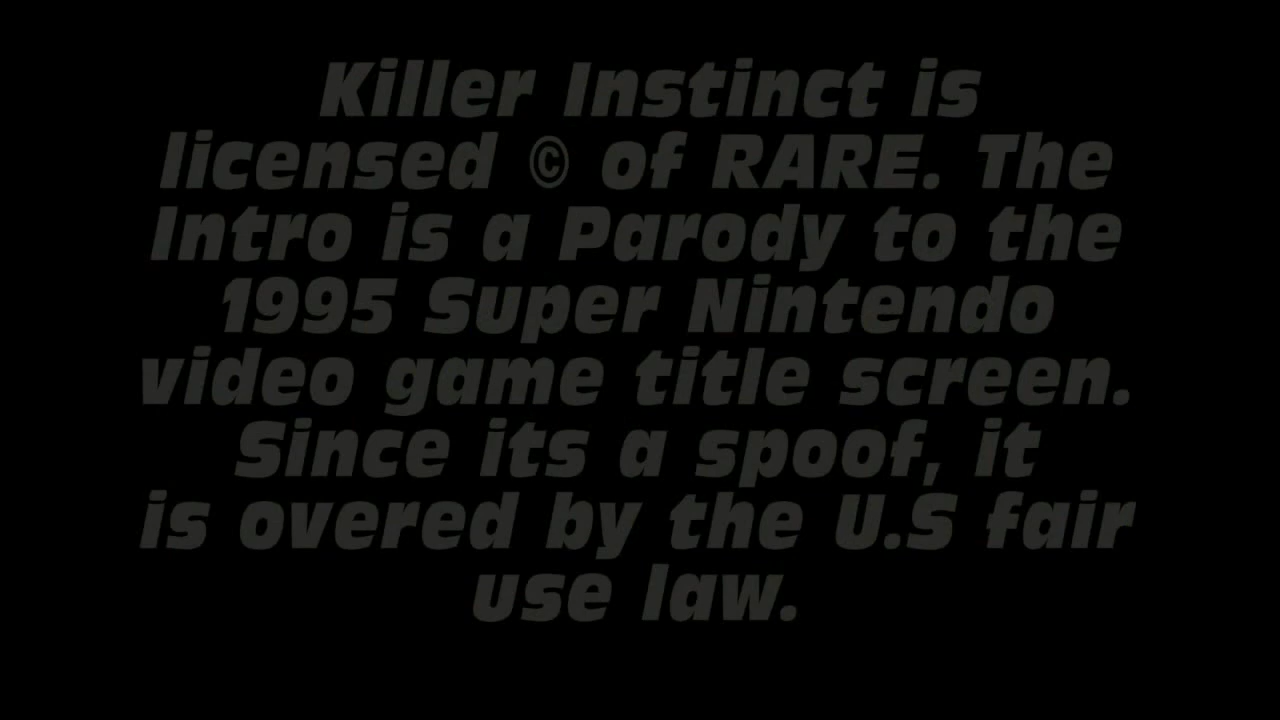 Killer Instinct is
licensed © of RARE. The
Intro is a Parody to the
1995 Super Nintendo
video game title screen.
Since its a spoof, it
is overed by the U.S fair
use law.